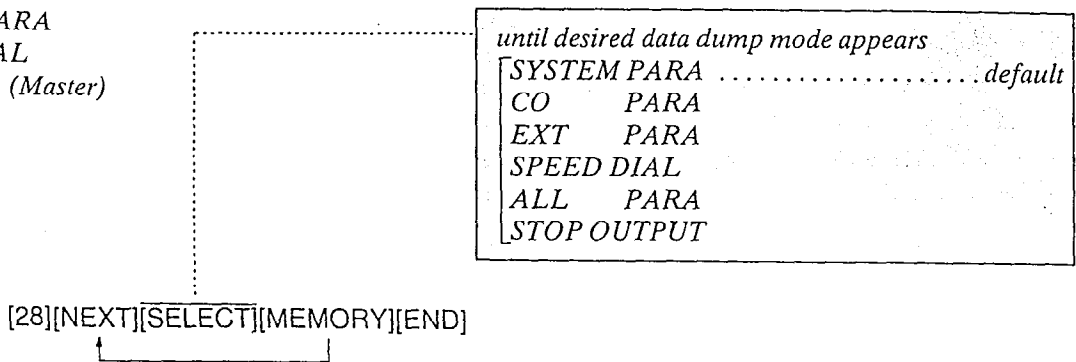 ARA
AL
(Master)
until desired data dump mode appears
SYSTEM PARA .....................default
CO PARA
EXT PARA
SPEED DIAL
ALL PARA
STOP OUTPUT
[28][NEXT][SELECT][MEMORY][END]